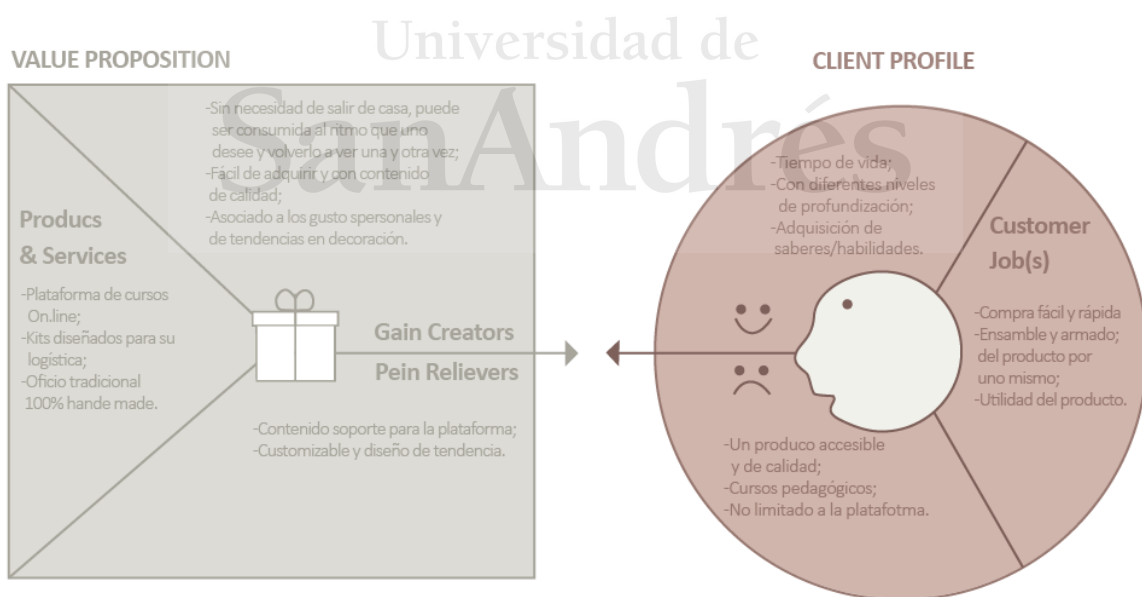 Universidad de
SanAndrés
VALUE PROPOSITION
-Sin necesidad de salir de casa, puede
ser consumida al ritmo que uno
desee y volverlo a ver una y otra vez;
-Fácil de adquirir y con contenido
de calidad;
-Asociado a los gusto spersonales y
de tendencias en decoración.
Producs
& Services
-Plataforma de cursos
On.line;
-Kits diseñados para su
logística;
-Oficio tradicional
100% hande made.
Gain Creators
Pein Relievers
-Contenido soporte para la plataforma;
-Customizable y diseño de tendencia.
CLIENT PROFILE
-Tiempo de vida;
-Con diferentes niveles
de profundización;
-Adquisición de
saberes/habilidades.
Customer
Job(s)
-Compra fácil y rápida
-Ensamble y armado;
del producto por
uno mismo;
-Utilidad del producto.
-Un produco accesible
y de calidad;
-Cursos pedagógicos;
-No limitado a la platafotma.